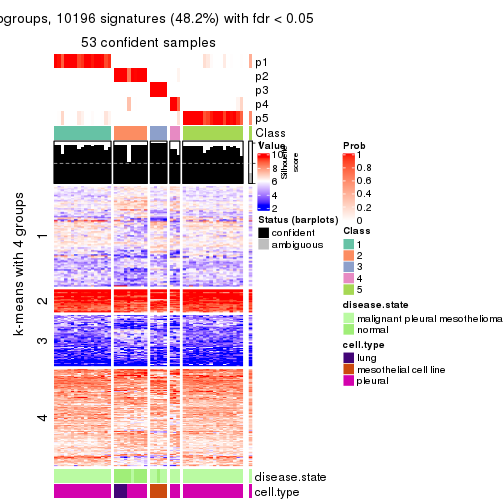 ogroups, 10196 signatures (48.2%) with fdr < 0.05
53 confident samples
p1
p2
p3
p4
p5
Class
Silhouette
score
k-means with 4 groups
1
2
3
4
disease.state
cell.type
Value
10
8
6
4
2
Status (barplots)
confident
ambiguous
Prob
1
0.8
0.6
0.4
0.2
0
Class
1
2
3
4
5
disease.state
malignant pleural mesothelioma
normal
cell.type
lung
mesothelial cell line
pleural